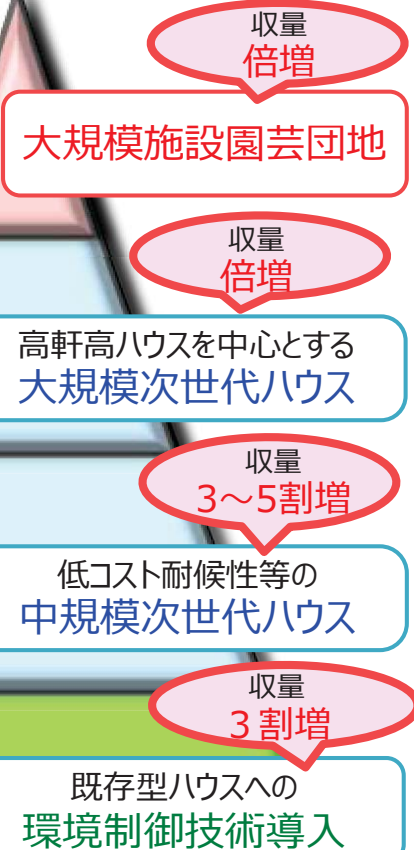 収量
倍増
大規模施設園芸団地
収量
倍増
高軒高ハウスを中心とする
大規模次世代ハウス
収量
3～5割増
低コスト耐候性等の
中規模次世代ハウス
収量
３割増
既存型ハウスへの
環境制御技術導入